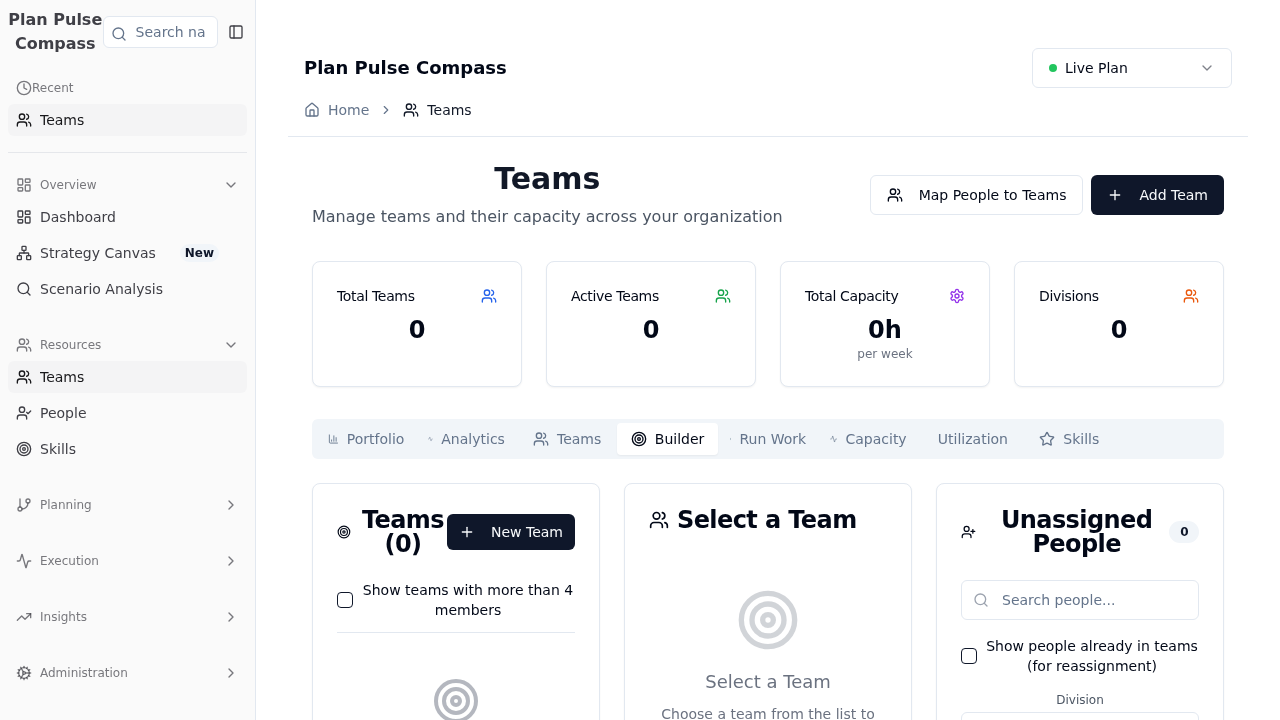 Plan Pulse
Compass
Search na
Recent
Teams
Overview
Dashboard
Strategy Canvas New
Scenario Analysis
Resources
Teams
People
Skills
Planning
Execution
Insights
Administration
Plan Pulse Compass
Live Plan
Home
Teams
Teams
Manage teams and their capacity across your organization
Map People to Teams
Add Team
Total Teams
0
Active Teams
0
Total Capacity
0h
per week
Divisions
0
Portfolio
Analytics
Teams
Builder
Run Work
Capacity
Utilization
Skills
Teams
(0)
New Team
Show teams with more than 4
members
Select a Team
Select a Team
Choose a team from the list to
Unassigned
People
0
Search people...
Show people already in teams
(for reassignment)
Division